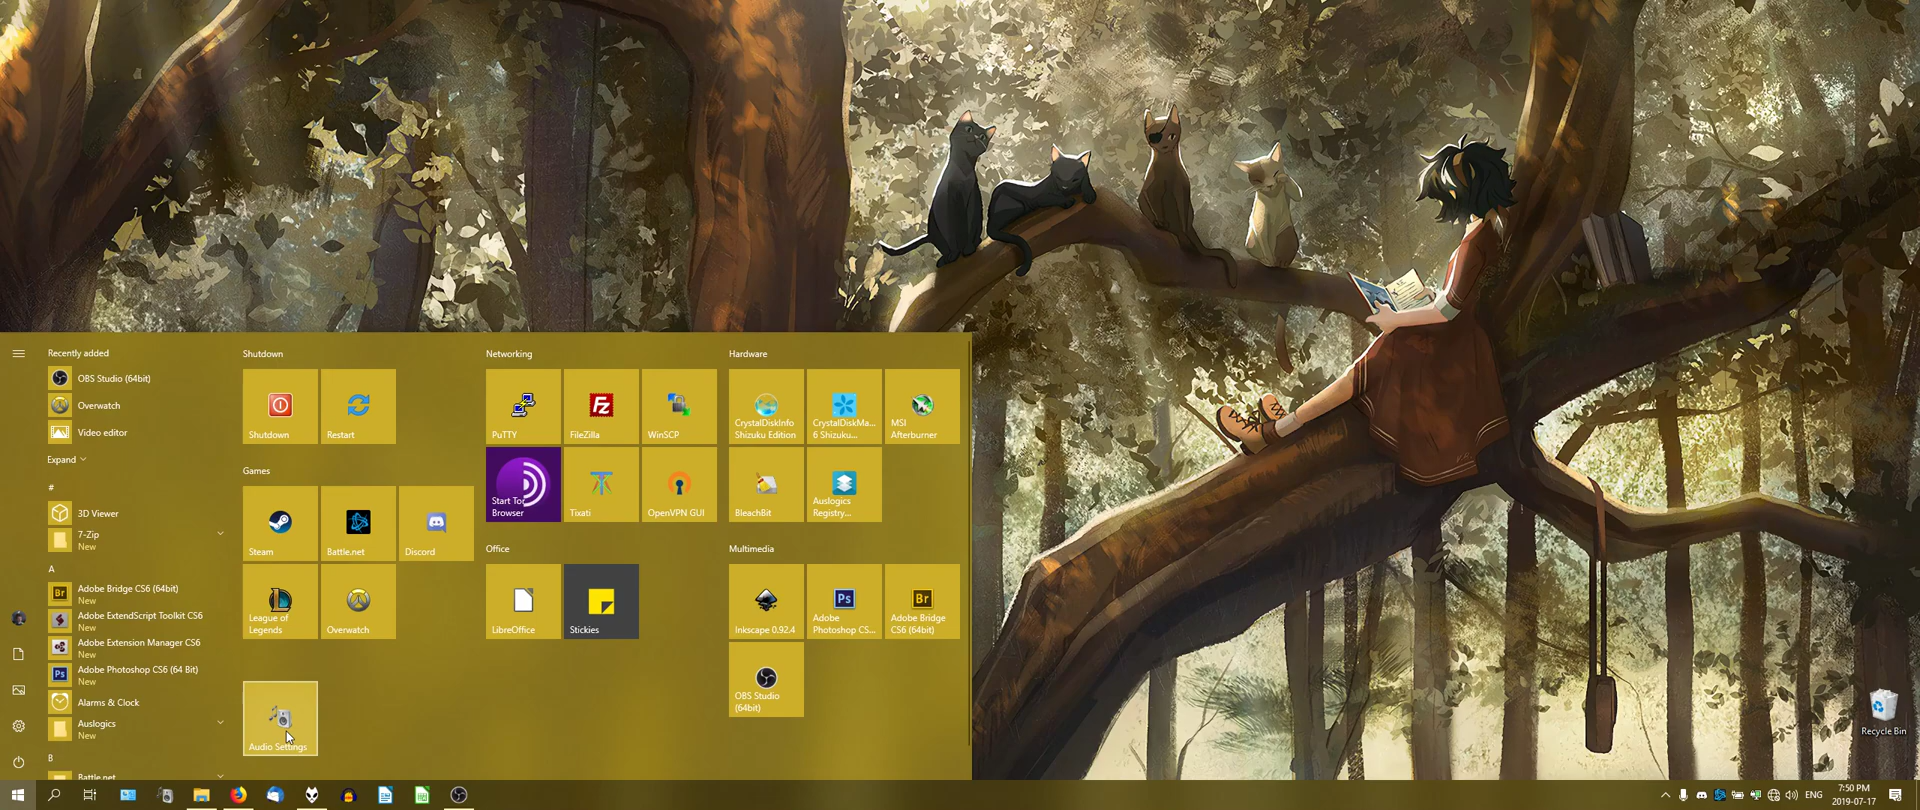 Recently added
OBS Studio (64bit)
Overwatch
Video editor
Expand
#
3D Viewer
7-Zip
New
A
Adobe Bridge CS6 (64bit)
New
Adobe ExtendScript Toolkit CS6
New
Adobe Extension Manager CS6
New
Adobe Photoshop CS6 (64 Bit)
New
Alarms & Clock
Auslogics
New
B
Battle.net
Shutdown
Shutdown
Restart
Games
Steam
Battle.net
Discord
League of
Legends
Overwatch
Audio Settings
Networking
PuTTY
FileZilla
WinSCP
Start Tor
Browser
Tixati
OpenVPN GUI
Office
LibreOffice
Stickies
Hardware
CrystalDiskInfo
Shizuku Edition
CrystalDiskMa...
6 Shizuku...
MSI
Afterburner
BleachBit
Auslogics
Registry...
Multimedia
Inkscape 0.92.4
Ps
Adobe
Photoshop CS...
Br
Adobe Bridge
CS6 (64bit)
OBS Studio
(64bit)
Recycle Bin
ENG
7:50 PM
2019-07-17